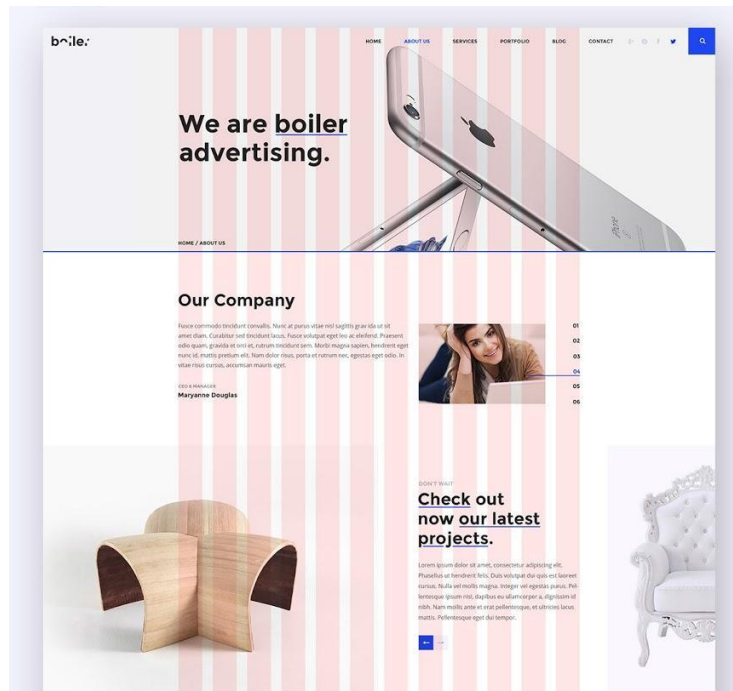 boiler
HOME ABOUT US SERVICES PORTFOLIO BLOG CONTACT
We are boiler
advertising.
iPhone
HOME / ABOUT US
Our Company
Fusce commodo tincidunt convallis. Nunc at purus vitae nisl sagittis grav ida ut sit
amet diam. Curabitur sed tincidunt lacus. Fusce volutpat eget leo ac eleifend. Praesent
odio quam, gravida et orci et, rutrum tincidunt sem. Morbi magna sapien, hendrerit eget
nunc id, mattis pretium elit. Nam dolor risus, porta et rutrum nec, egestas eget odio. In
vitae risus cursus, accumsan mauris eget.
CEO & MANAGER
Maryanne Douglas
01
02
03
04
05
06
DON'T WAIT
Check out
now our latest
projects.
Lorem ipsum dolor sit amet, consectetur adipiscing elit.
Phasellus ut hendrerit felis. Duis volutpat dui quis est laoreet
cursus. Nulla vel mollis magna. Integer vel egestas purus. Pel-
lentesque ipsum nisl, dapibus eu ullamcorper a, dignissim id
nibh. Nam mollis ante et erat pellentesque, et ultricies lacus
mattis. Pellentesque eget dui tempor.